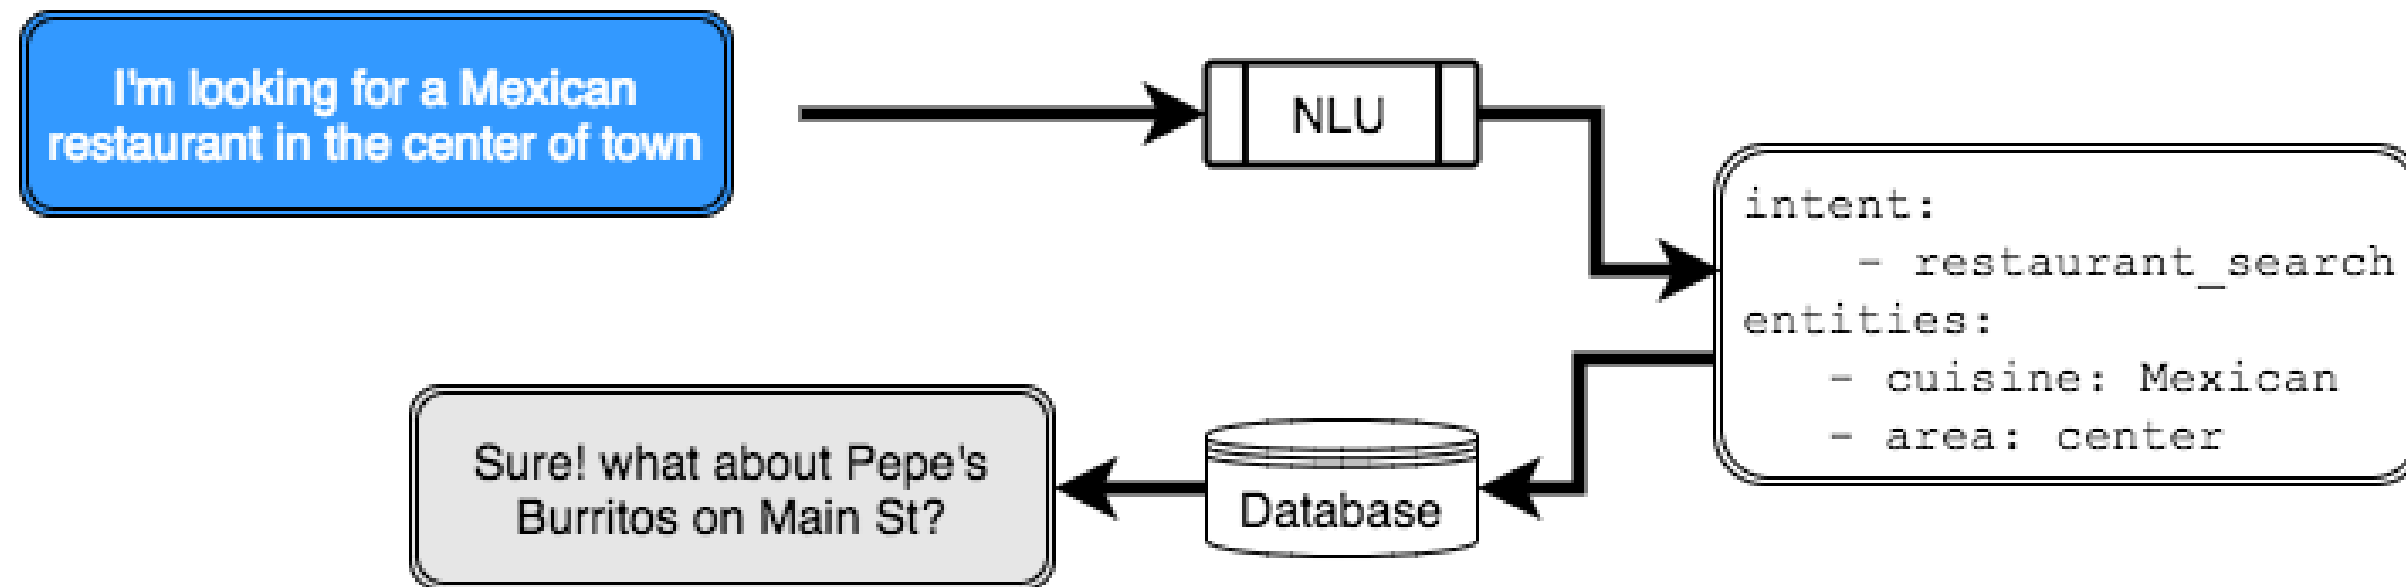 I'm looking for a Mexican
restaurant in the center of town
NLU
intent:
- restaurant_search
entities:
- cuisine: Mexican
- area: center
Database
Sure! what about Pepe's
Burritos on Main St?